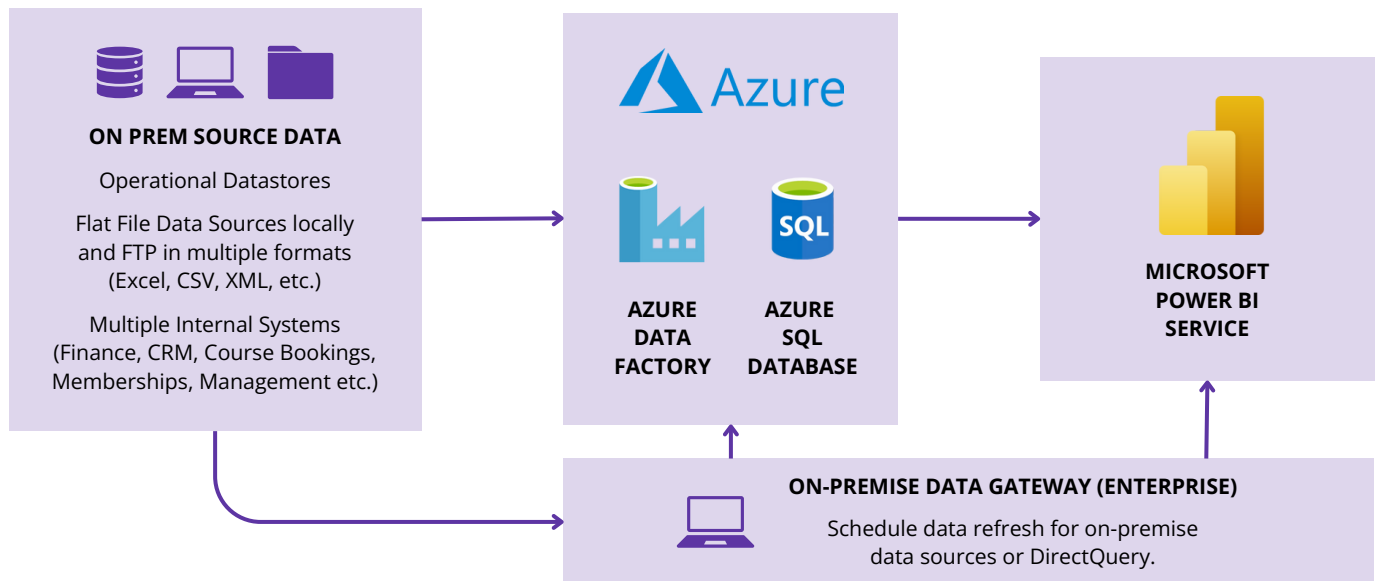 ON PREM SOURCE DATA
Operational Datastores
Flat File Data Sources locally
and FTP in multiple formats
(Excel, CSV, XML, etc.)
Multiple Internal Systems
(Finance, CRM, Course Bookings,
Memberships, Management etc.)
Azure
SQL
AZURE
DATA
FACTORY
AZURE
SQL
DATABASE
MICROSOFT
POWER BI
SERVICE
ON-PREMISE DATA GATEWAY (ENTERPRISE)
Schedule data refresh for on-premise
data sources or DirectQuery.